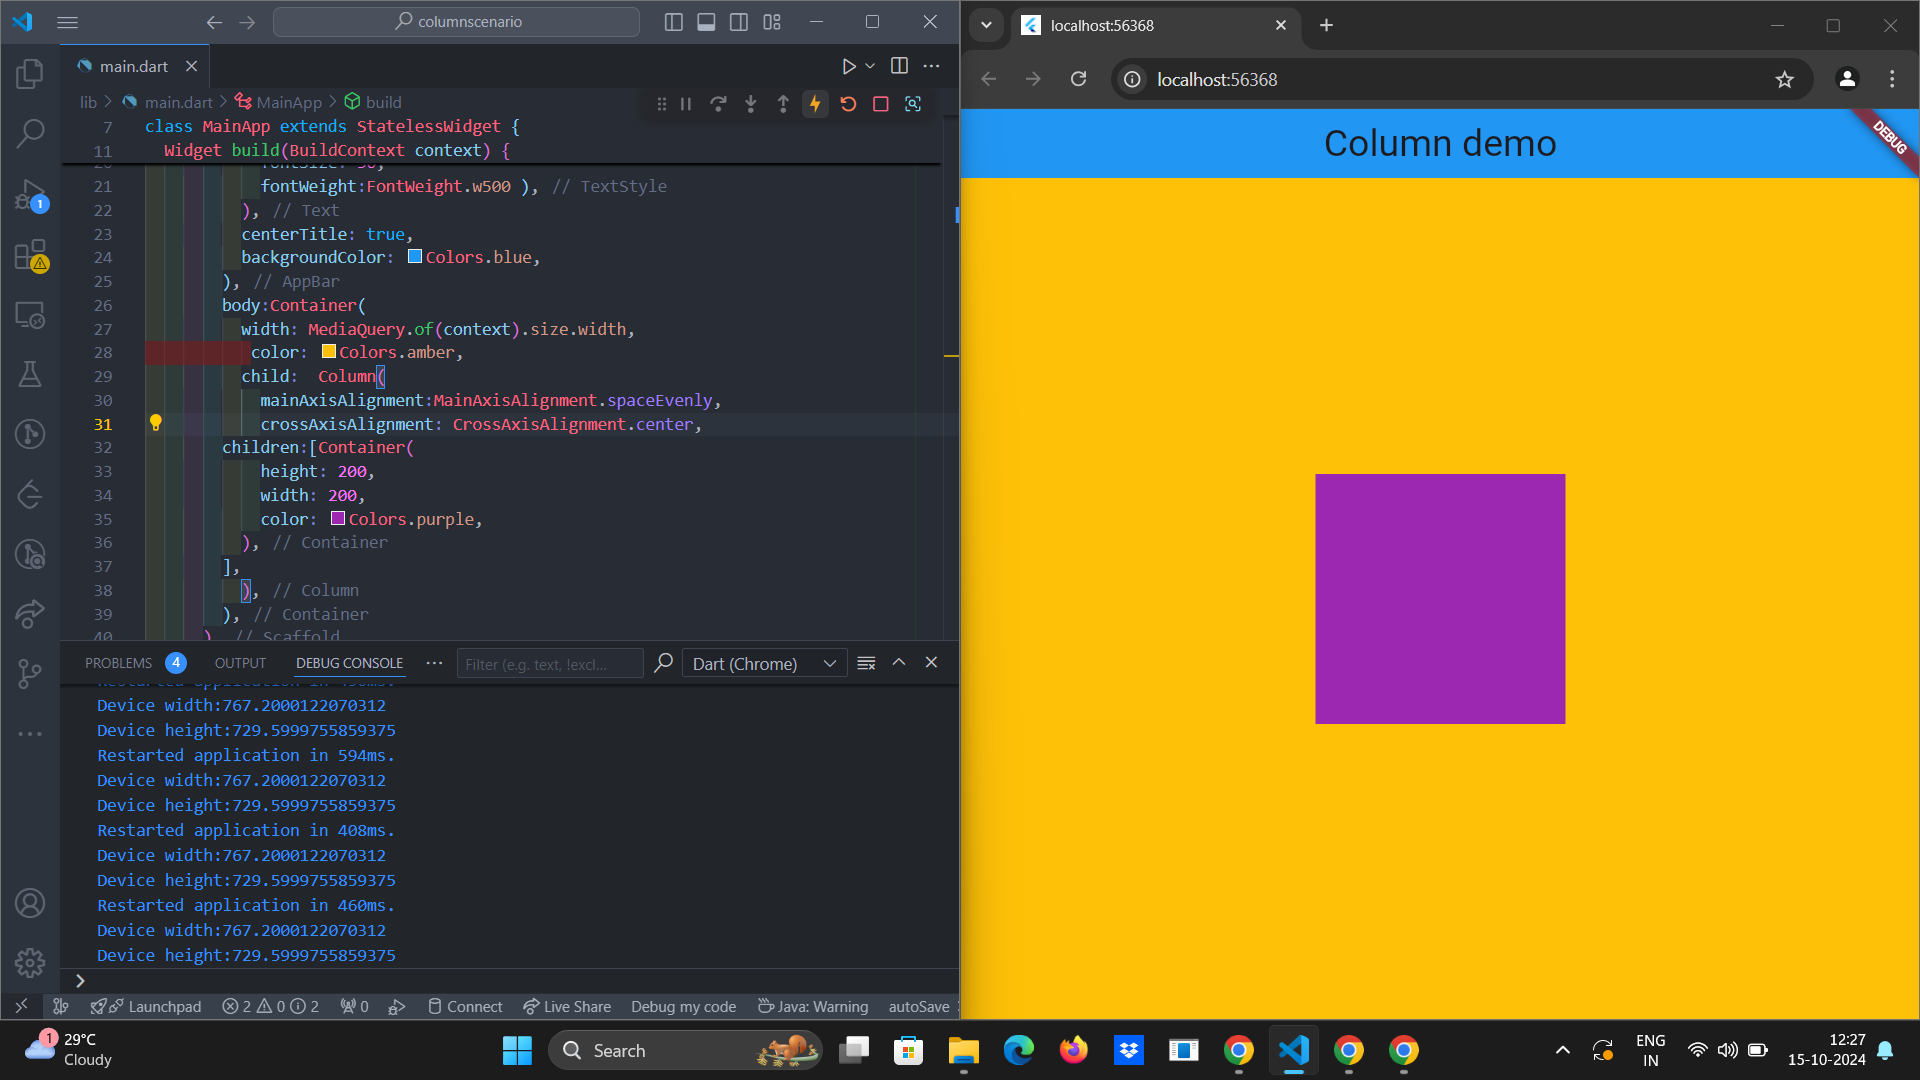 columnscenario
main.dart
lib > main.dart > MainApp > build
7 class MainApp extends StatelessWidget {
11 Widget build(BuildContext context) {
21 fontWeight:FontWeight.w500 ), // TextStyle
22 ), // Text
23 centerTitle: true,
24 backgroundColor: Colors.blue,
25 ), // AppBar
26 body:Container(
27 width: MediaQuery.of(context).size.width,
28 color: Colors.amber,
29 child: Column(
30 mainAxisAlignment:MainAxisAlignment.spaceEvenly,
31 crossAxisAlignment: CrossAxisAlignment.center,
32 children:[Container(
33 height: 200,
34 width: 200,
35 color: Colors.purple,
36 ), // Container
37 ],
38 ), // Column
39 ), // Container
40 ) // Scaffold
1
PROBLEMS 4 OUTPUT DEBUG CONSOLE Filter (e.g. text, !excl... Dart (Chrome)
Device width:767.2000122070312
Device height:729.5999755859375
Restarted application in 594ms.
Device width:767.2000122070312
Device height:729.5999755859375
Restarted application in 408ms.
Device width:767.2000122070312
Device height:729.5999755859375
Restarted application in 460ms.
Device width:767.2000122070312
Device height:729.5999755859375
Launchpad 2 0 2 0 Connect Live Share Debug my code Java: Warning autoSave
localhost:56368
localhost:56368
Column demo
DEBUG
1 29°C
Cloudy
Search
ENG
IN
12:27
15-10-2024